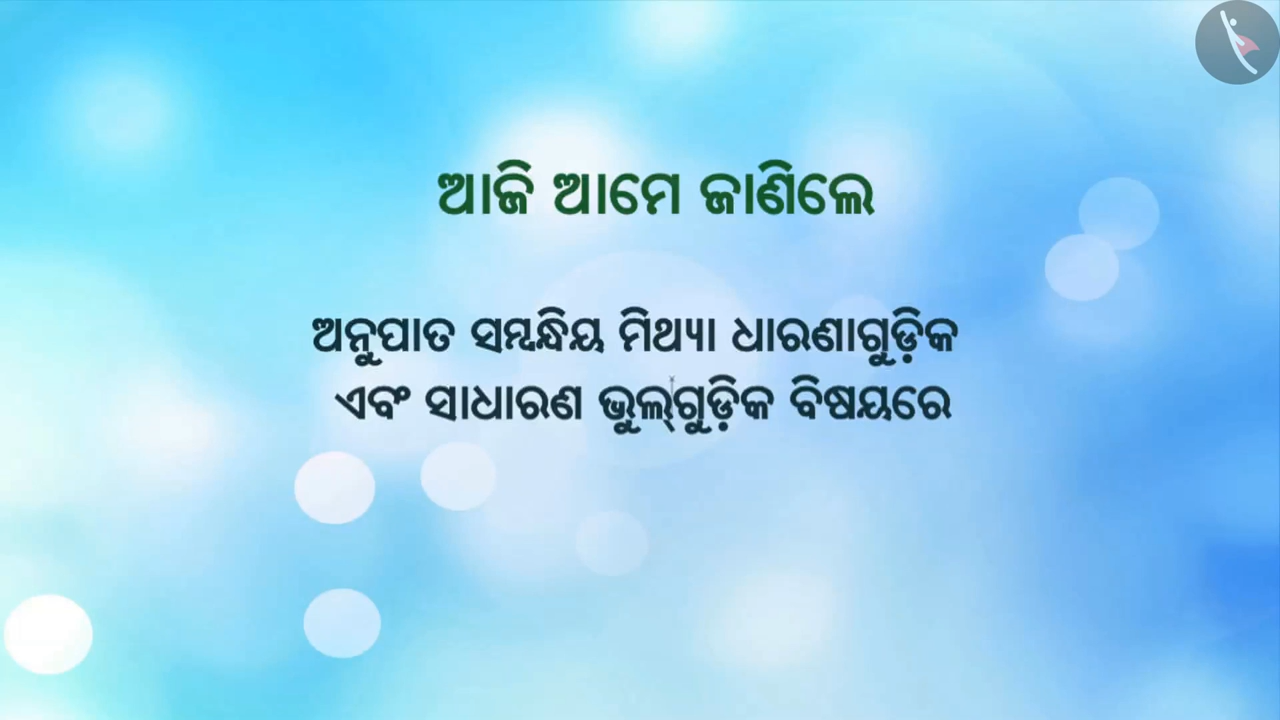 ଆଜି ଆମେ ଜାଣିଲେ
ଅନୁପାତ ସମ୍ବନ୍ଧିୟ ମିଥ୍ୟା ଧାରଣାଗୁଡ଼ିକ
ଏବଂ ସାଧାରଣ ଭୁଲ୍‌ଗୁଡ଼ିକ ବିଷୟରେ